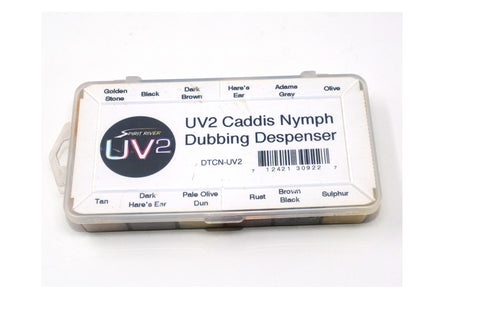 Golden
Stone
Black
Dark
Brown
Hare's
Ear
Adams
Gray
Olive
SPIRIT RIVER
UV2
UV2 Caddis Nymph
Dubbing Despenser
DTCN-UV2
7 12421 30922 7
Tan
Dark
Hare's Ear
Pale Olive
Dun
Rust
Brown
Black
Sulphur